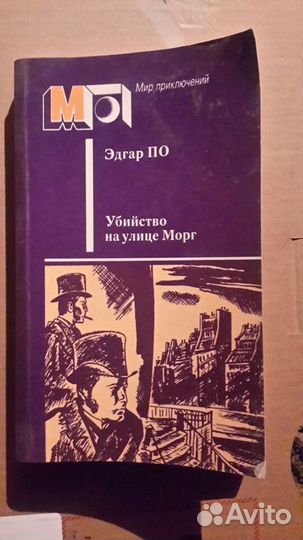 МП
Мир приключений
Эдгар ПО
Убийство
на улице Морг
Avito